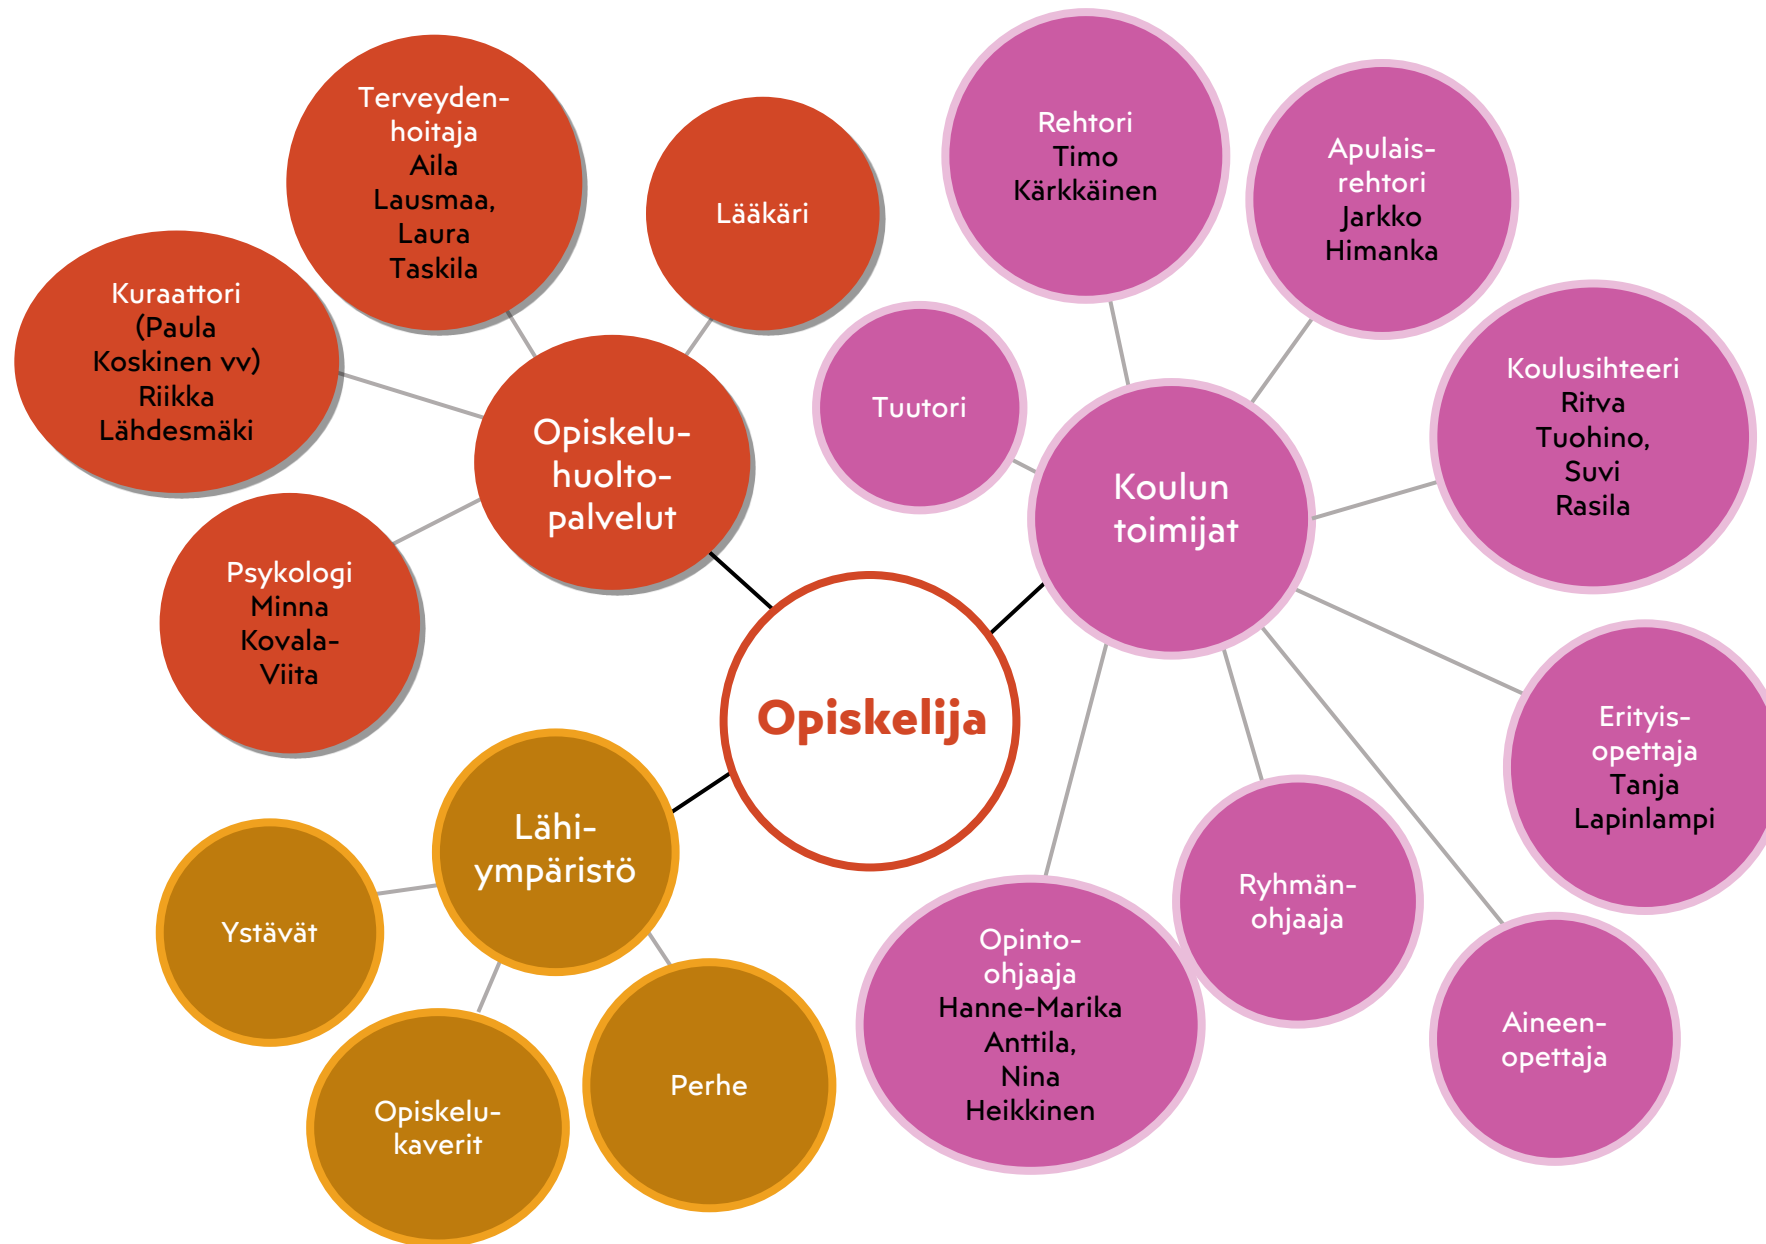 Terveyden-
hoitaja
Aila
Lausmaa,
Laura
Taskila
Lääkäri
Kuraattori
(Paula
Koskinen vv)
Riikka
Lähdesmäki
Opiskelu-
huolto-
palvelut
Psykologi
Minna
Kovala-
Viita
Rehtori
Timo
Kärkkäinen
Apulais-
rehtori
Jarkko
Himanka
Tuutori
Koulun
toimijat
Koulusihteeri
Ritva
Tuohino,
Suvi
Rasila
Opiskelija
Erityis-
opettaja
Tanja
Lapinlampi
Lähi-
ympäristö
Ystävät
Opiskelu-
kaverit
Perhe
Opinto-
ohjaaja
Hanne-Marika
Anttila,
Nina
Heikkinen
Ryhmän-
ohjaaja
Aineen-
opettaja